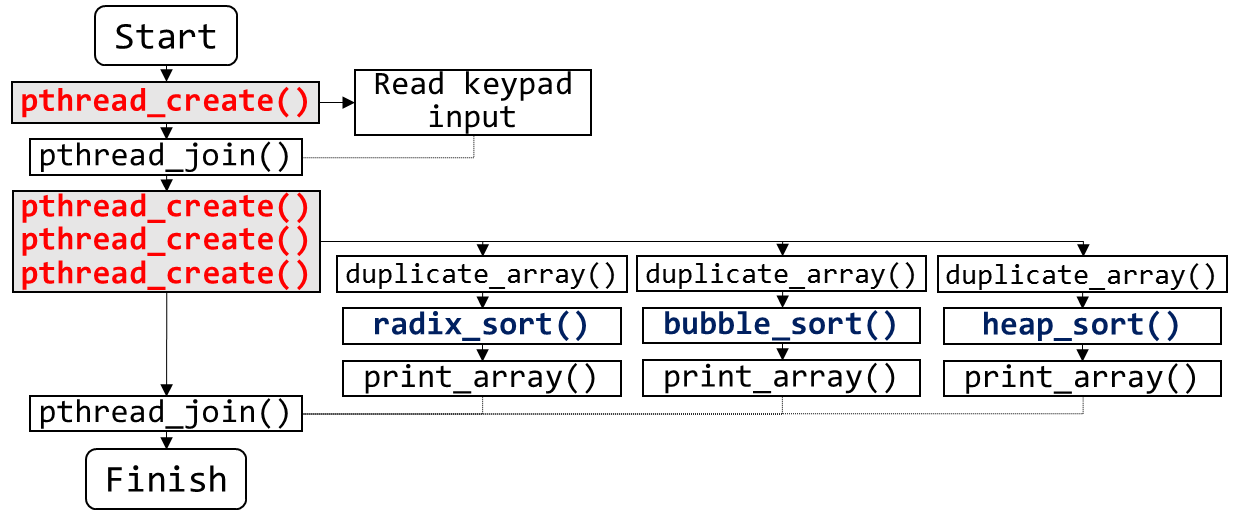 Start
pthread_create()
Read keypad
input
pthread_join()
pthread_create()
pthread_create()
pthread_create()
duplicate_array()
radix_sort()
print_array()
duplicate_array()
bubble_sort()
print_array()
duplicate_array()
heap_sort()
print_array()
pthread_join()
Finish